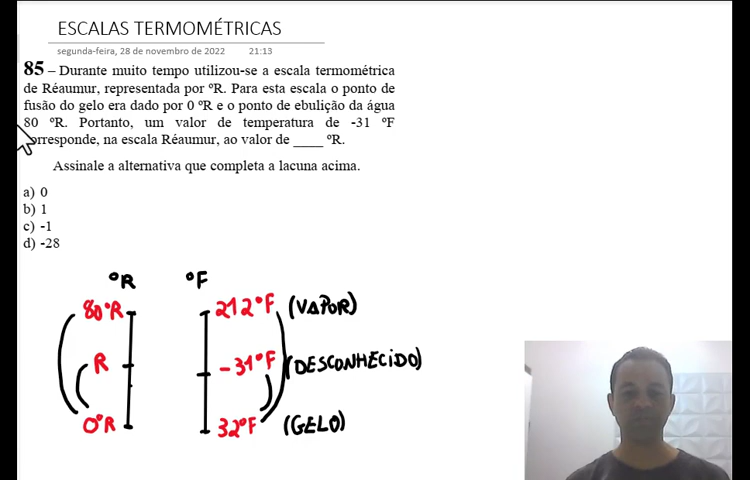 ESCALAS TERMOMÉTRICAS
segunda-feira, 28 de novembro de 2022 21:13
85 – Durante muito tempo utilizou-se a escala termométrica
de Réaumur, representada por ºR. Para esta escala o ponto de
fusão do gelo era dado por 0 ºR e o ponto de ebulição da água
80 ºR. Portanto, um valor de temperatura de -31 ºF
orresponde, na escala Réaumur, ao valor de ____ ºR.
Assinale a alternativa que completa a lacuna acima.
a) 0
b) 1
c) -1
d) -28
ºR ºF
80ºR 212ºF (VAPOR)
R -31ºF (DESCONHECIDO)
0ºR 32ºF (GELO)